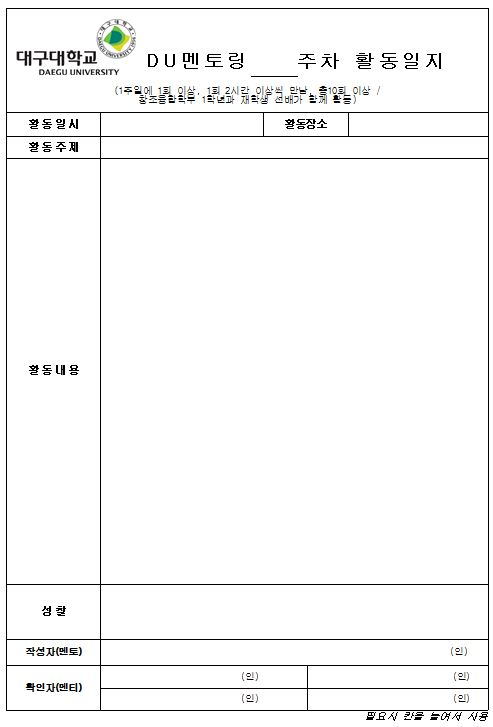 대구대학교
DAEGU UNIVERSITY
DU멘토링 ____주차 활동일지
(1주일에 1회 이상, 1회 2시간 이상씩 만남, 총10회 이상 /
창조융합학부 1학년과 재학생 선배가 함께 활동)
활동일시
활동장소
활동주제
활동내용
성찰
작성자(멘토)
(인)
확인자(멘티)
(인)
(인)
(인)
(인)
필요시 칸을 늘여서 사용